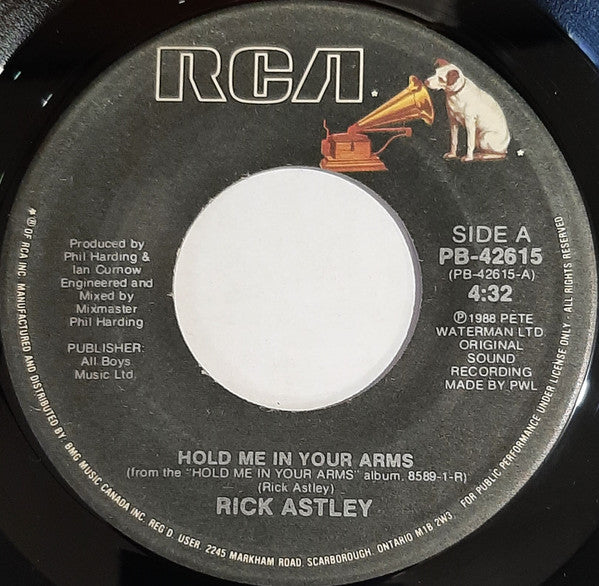 RCA
SIDE A
PB-42615
(PB-42615-A)
4:32
℗1988 PETE
WATERMAN LTD
ORIGINAL
SOUND
RECORDING
MADE BY PWL
Produced by
Phil Harding &
Ian Curnow
Engineered and
Mixed by
Mixmaster
Phil Harding
PUBLISHER:
All Boys
Music Ltd.
HOLD ME IN YOUR ARMS
(from the "HOLD ME IN YOUR ARMS" album, 8589-1-R)
(Rick Astley)
RICK ASTLEY
★ ® OF RCA INC. MANUFACTURED AND DISTRIBUTED BY, BMG MUSIC CANADA INC. REG'D. USER, 2245 MARKHAM ROAD, SCARBOROUGH, ONTARIO M1B 2W3 FOR PUBLIC PERFORMANCE UNDER LICENSE ONLY - ALL RIGHTS RESERVED